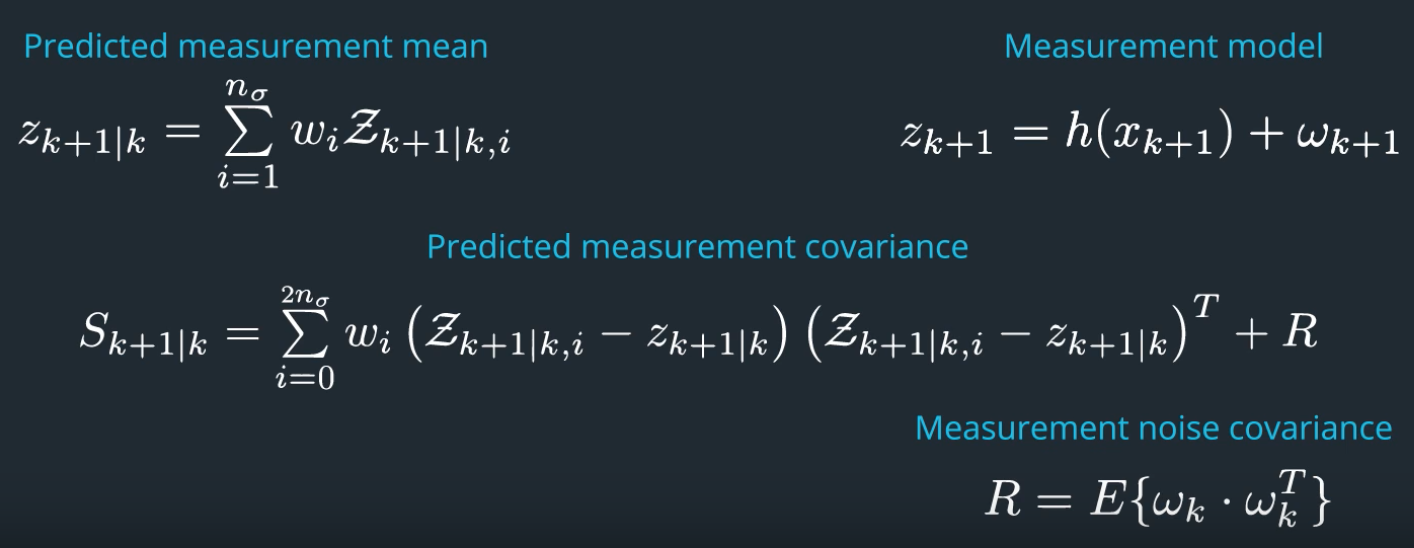 Predicted measurement mean
Measurement model
$z_{k+1|k} = \sum_{i=1}^{n_\sigma} w_i \mathcal{Z}_{k+1|k,i}$
$z_{k+1} = h(x_{k+1}) + \omega_{k+1}$
Predicted measurement covariance
$S_{k+1|k} = \sum_{i=0}^{2n_\sigma} w_i \left(\mathcal{Z}_{k+1|k,i} - z_{k+1|k}\right)\left(\mathcal{Z}_{k+1|k,i} - z_{k+1|k}\right)^T + R$
Measurement noise covariance
$R = E\{\omega_k \cdot \omega_k^T\}$